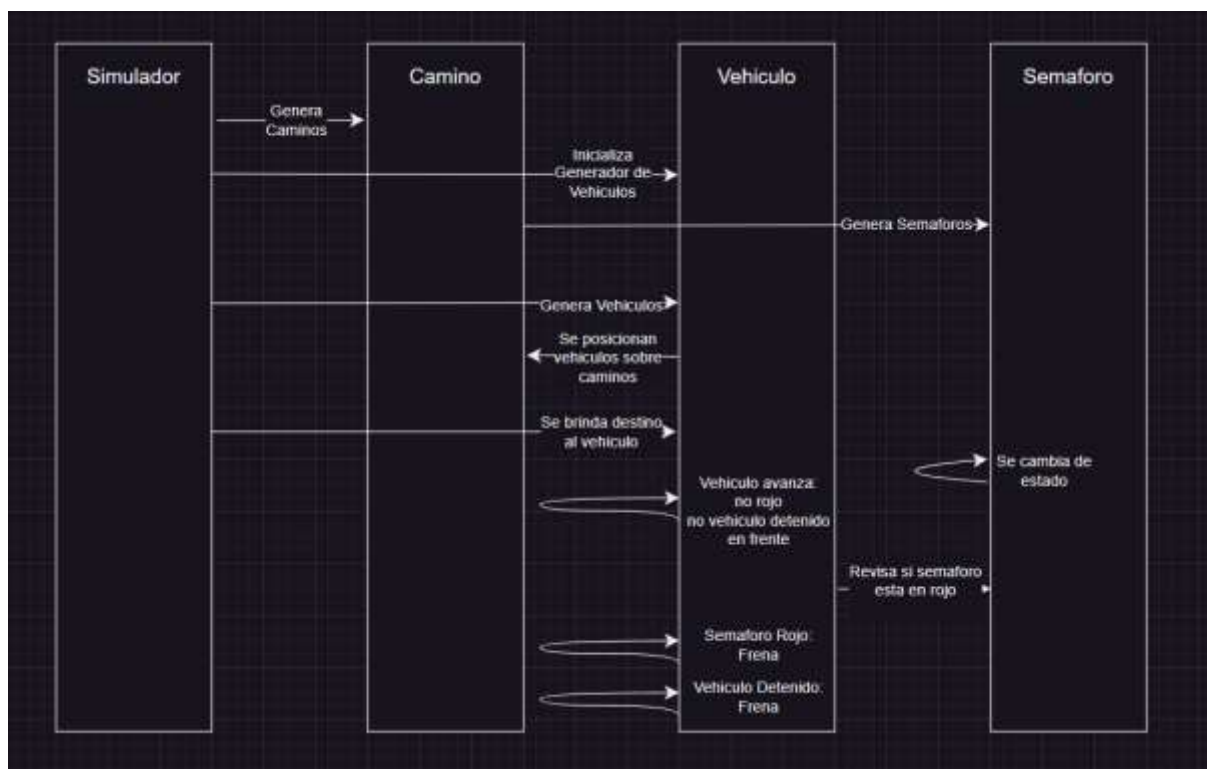 Simulador
Camino
Vehiculo
Semaforo
Genera
Caminos
Inicializa
Generador de
Vehiculos
Genera Semaforos
Genera Vehiculos
Se posicionan
vehiculos sobre
caminos
Se brinda destino
al vehiculo
Se cambia de
estado
Vehiculo avanza:
no rojo
no vehiculo detenido
en frente
Revisa si semaforo
esta en rojo
Semaforo Rojo:
Frena
Vehiculo Detenido:
Frena